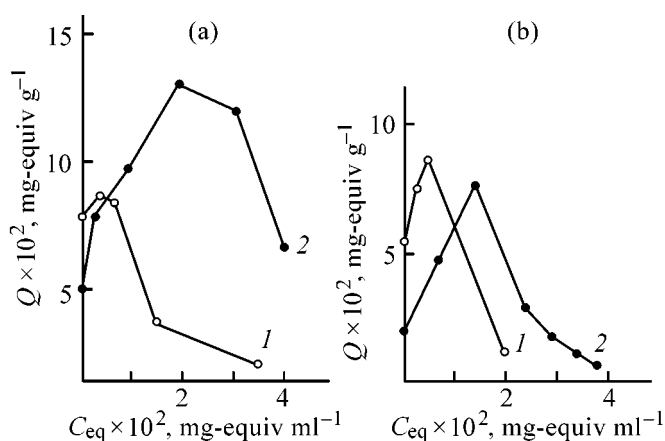 (a)
(b)
Q × 10², mg-equiv g⁻¹
15
10
5
2
4
1
2
C_eq × 10², mg-equiv ml⁻¹
Q × 10², mg-equiv g⁻¹
10
5
2
4
1
2
C_eq × 10², mg-equiv ml⁻¹